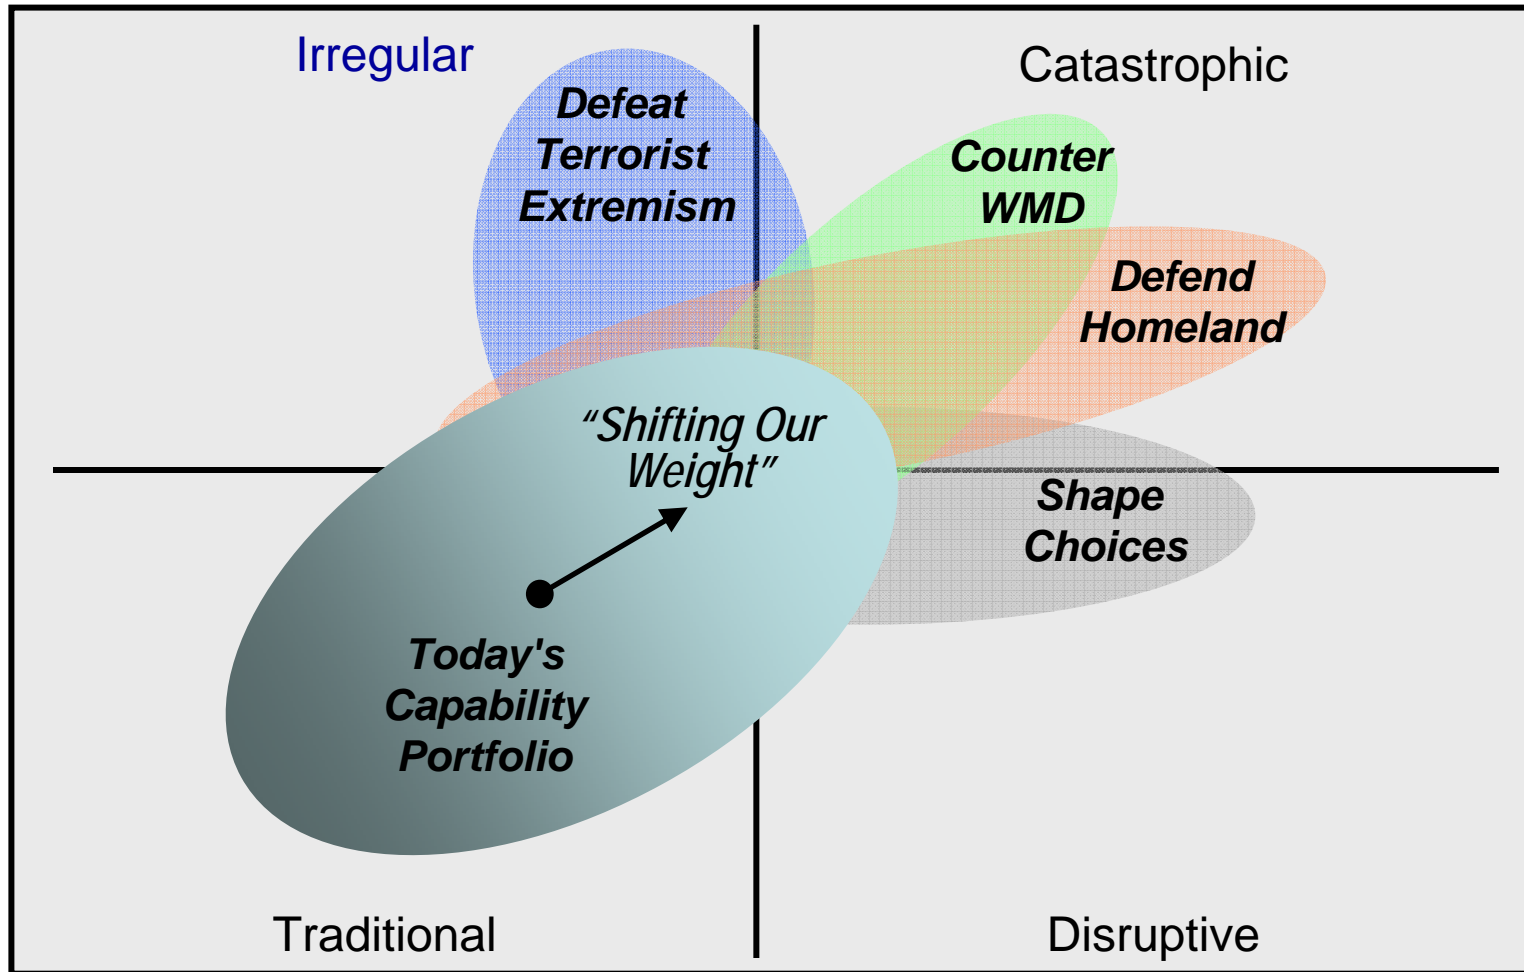 Irregular
Catastrophic
Defeat
Terrorist
Extremism
Counter
WMD
Defend
Homeland
“Shifting Our
Weight”
Shape
Choices
Today's
Capability
Portfolio
Traditional
Disruptive